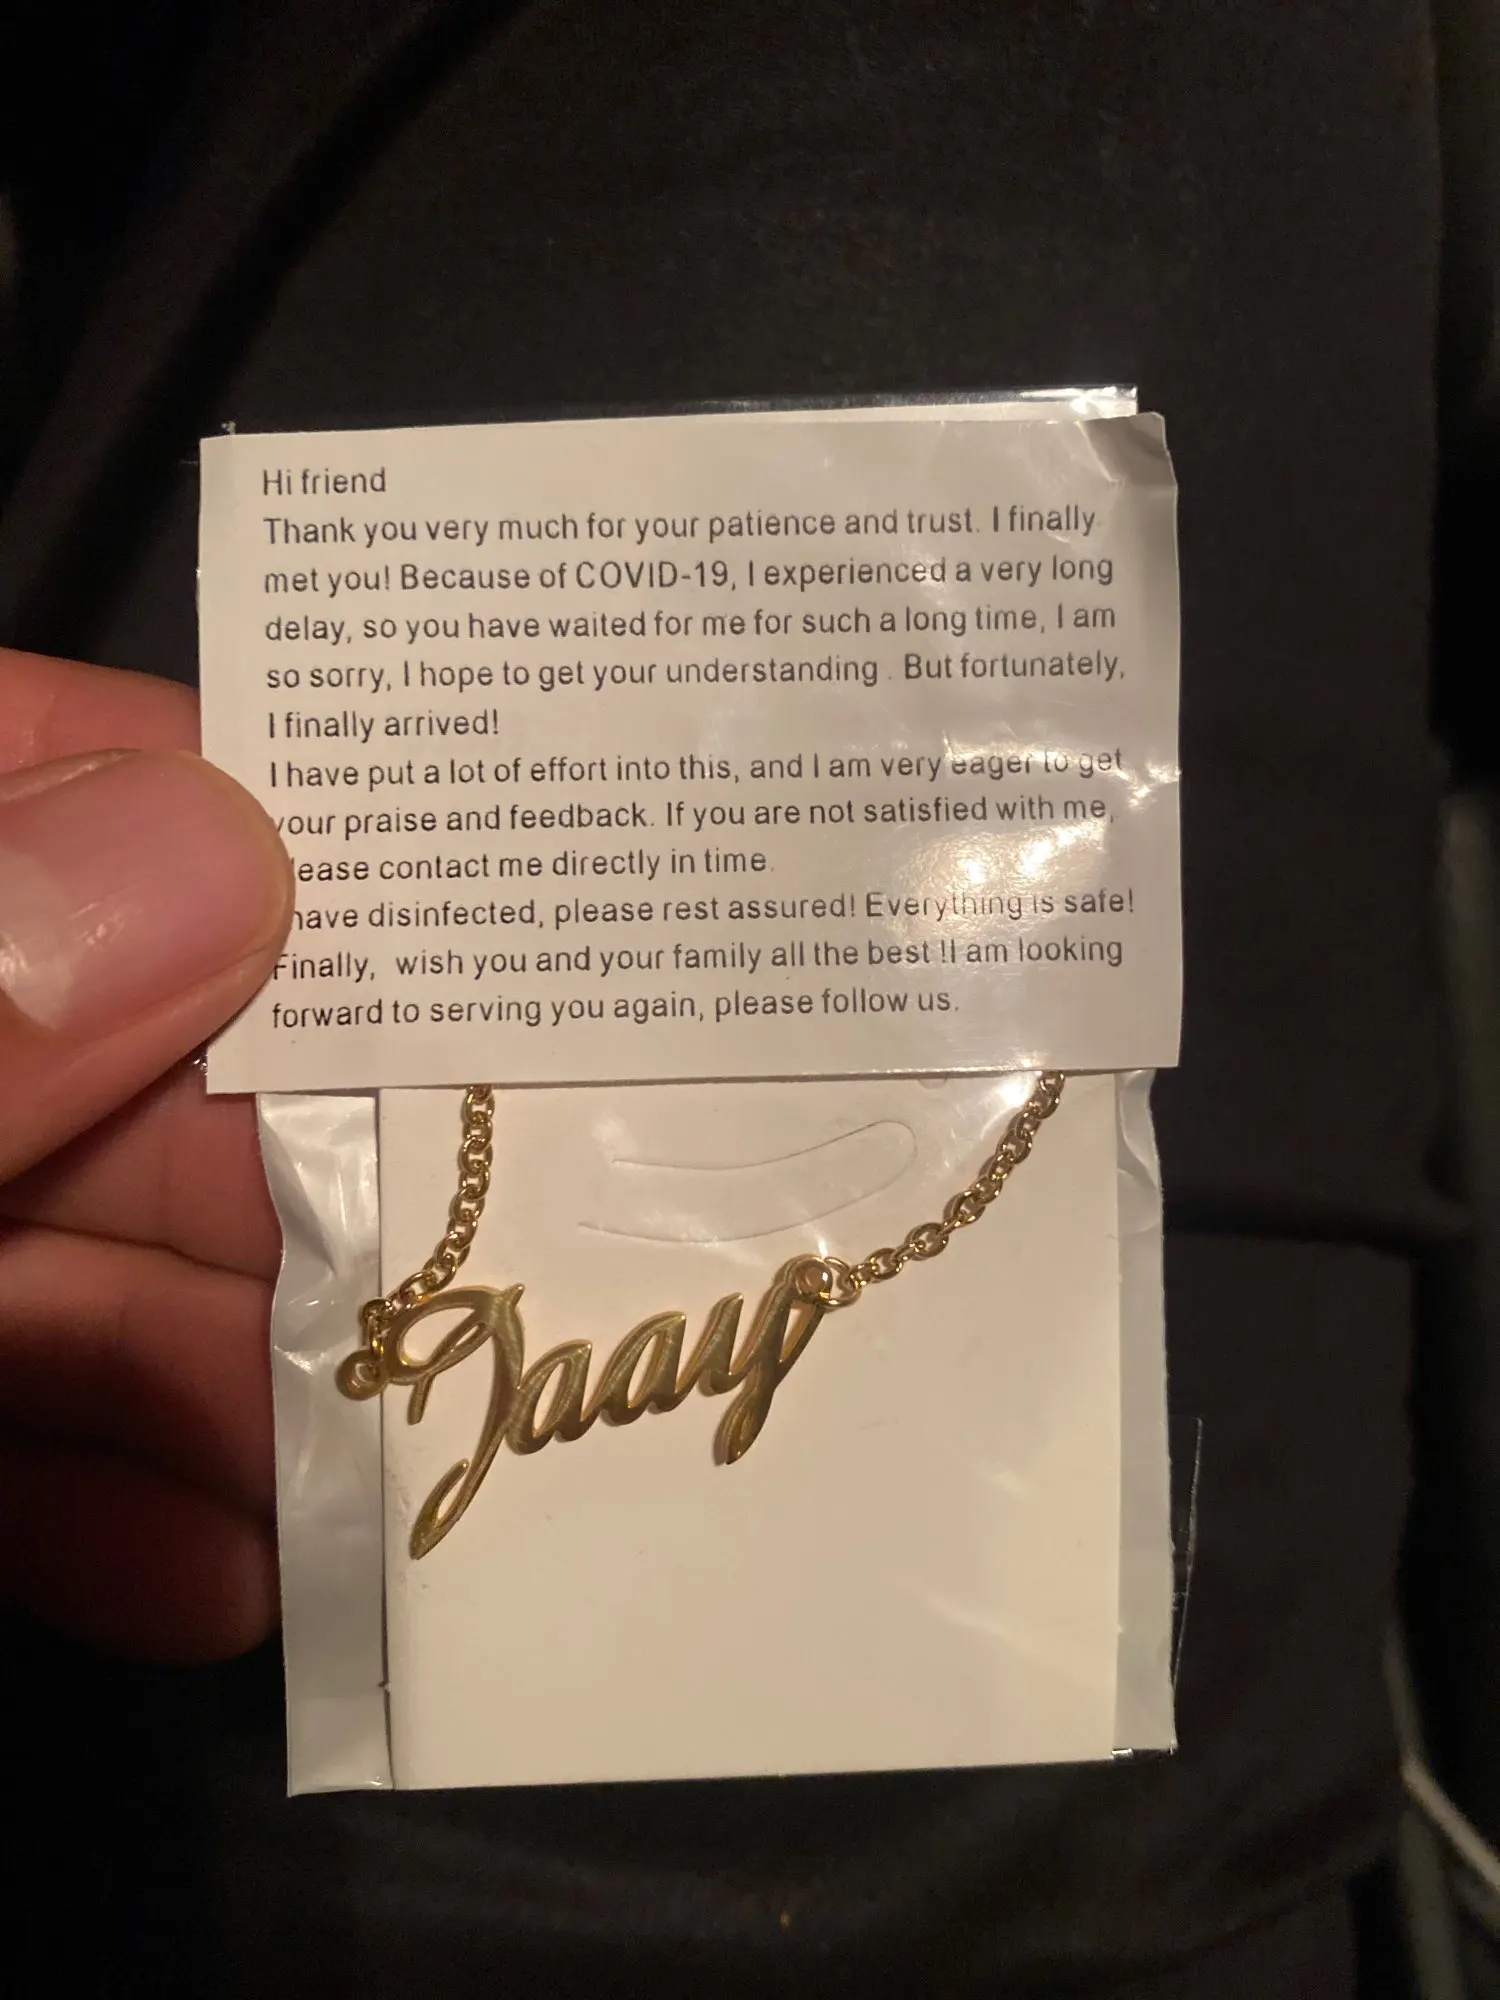 Hi friend
Thank you very much for your patience and trust. I finally
met you! Because of COVID-19, I experienced a very long
delay, so you have waited for me for such a long time, I am
so sorry, I hope to get your understanding . But fortunately,
I finally arrived!
I have put a lot of effort into this, and I am very eager to get
your praise and feedback. If you are not satisfied with me,
lease contact me directly in time.
have disinfected, please rest assured! Everything is safe!
Finally, wish you and your family all the best !I am looking
forward to serving you again, please follow us.
Jaay